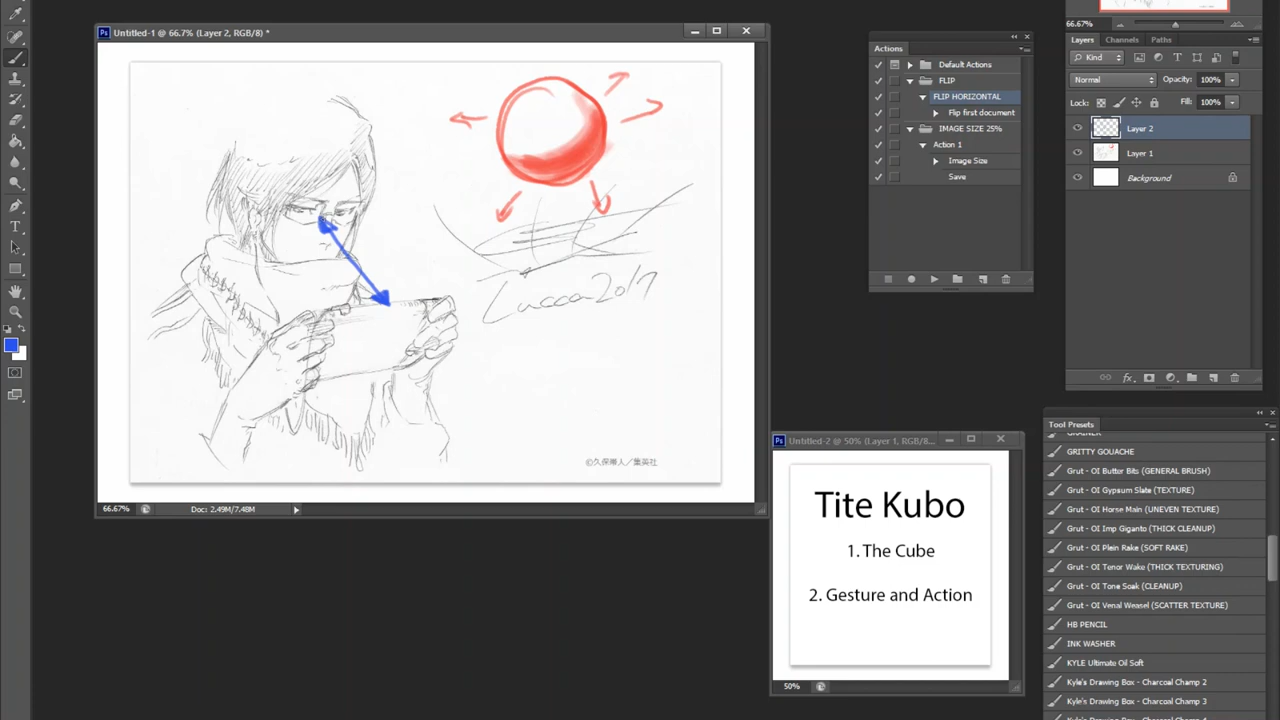 Untitled-1 @ 66.7% (Layer 2, RGB/8) *
Lucca 2017
©久保帯人／集英社
66.67%
Doc: 2.49M/7.48M
Actions
Default Actions
FLIP
FLIP HORIZONTAL
Flip first document
IMAGE SIZE 25%
Action 1
Image Size
Save
66.67%
Layers
Channels
Paths
Kind
Normal
Opacity:
100%
Lock:
Fill:
100%
Layer 2
Layer 1
Background
Untitled-2 @ 50% (Layer 1, RGB/8...
Tite Kubo
1. The Cube
2. Gesture and Action
50%
Tool Presets
GRITTY GOUACHE
Grut - OI Butter Bits (GENERAL BRUSH)
Grut - OI Gypsum Slate (TEXTURE)
Grut - OI Horse Main (UNEVEN TEXTURE)
Grut - OI Imp Giganto (THICK CLEANUP)
Grut - OI Plein Rake (SOFT RAKE)
Grut - OI Tenor Wake (THICK TEXTURING)
Grut - OI Tone Soak (CLEANUP)
Grut - OI Venal Weasel (SCATTER TEXTURE)
HB PENCIL
INK WASHER
KYLE Ultimate Oil Soft
Kyle's Drawing Box - Charcoal Champ 2
Kyle's Drawing Box - Charcoal Champ 3